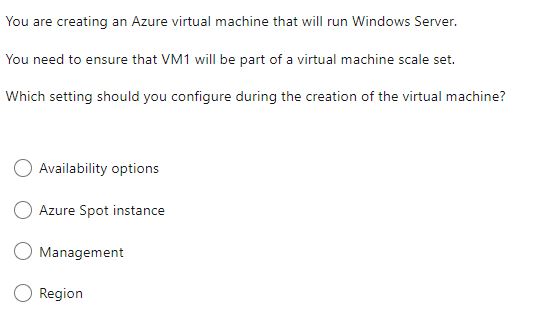 You are creating an Azure virtual machine that will run Windows Server.
You need to ensure that VM1 will be part of a virtual machine scale set.
Which setting should you configure during the creation of the virtual machine?
Availability options
Azure Spot instance
Management
Region